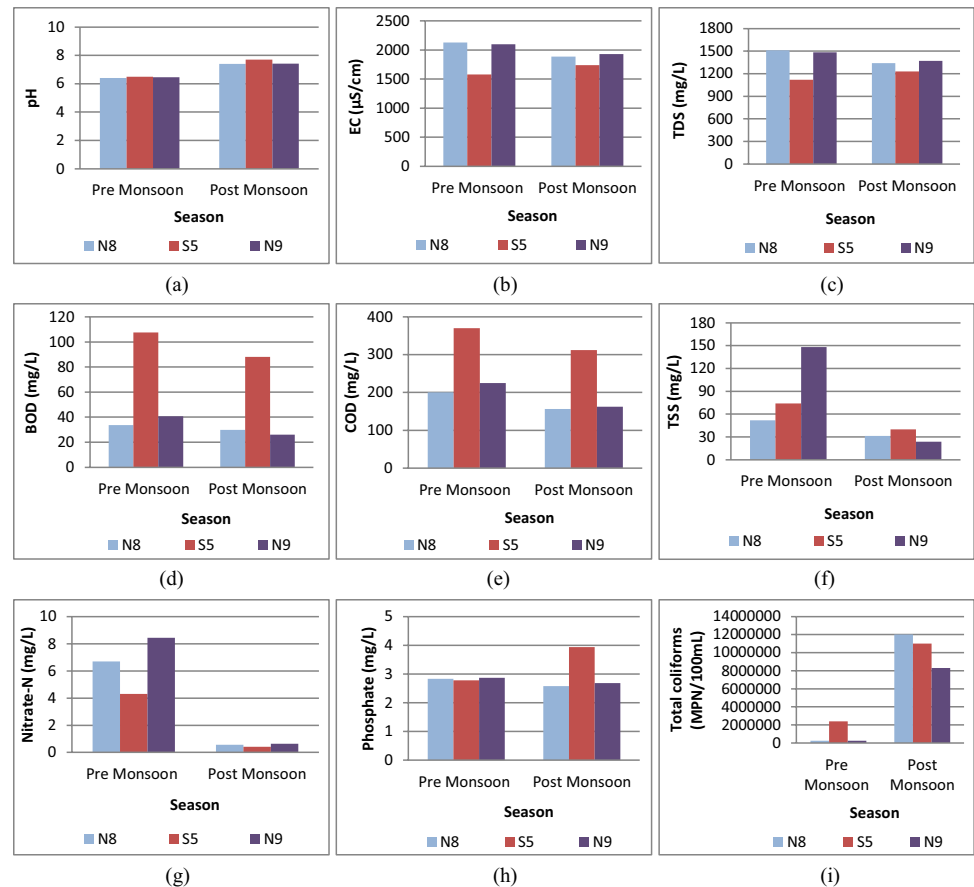 10
8
6
4
2
0
pH
Pre Monsoon Post Monsoon
Season
N8 S5 N9
(a)
2500
2000
1500
1000
500
0
EC (µS/cm)
Pre Monsoon Post Monsoon
Season
N8 S5 N9
(b)
1800
1500
1200
900
600
300
0
TDS (mg/L)
Pre Monsoon Post Monsoon
Season
N8 S5 N9
(c)
120
100
80
60
40
20
0
BOD (mg/L)
Pre Monsoon Post Monsoon
Season
N8 S5 N9
(d)
400
300
200
100
0
COD (mg/L)
Pre Monsoon Post Monsoon
Season
N8 S5 N9
(e)
180
150
120
90
60
30
0
TSS (mg/L)
Pre Monsoon Post Monsoon
Season
N8 S5 N9
(f)
10
8
6
4
2
0
Nitrate-N (mg/L)
Pre Monsoon Post Monsoon
Season
N8 S5 N9
(g)
5
4
3
2
1
0
Phosphate (mg/L)
Pre Monsoon Post Monsoon
Season
N8 S5 N9
(h)
14000000
12000000
10000000
8000000
6000000
4000000
2000000
0
Total coliforms
(MPN/100mL)
Pre Post
Monsoon Monsoon
Season
N8 S5 N9
(i)